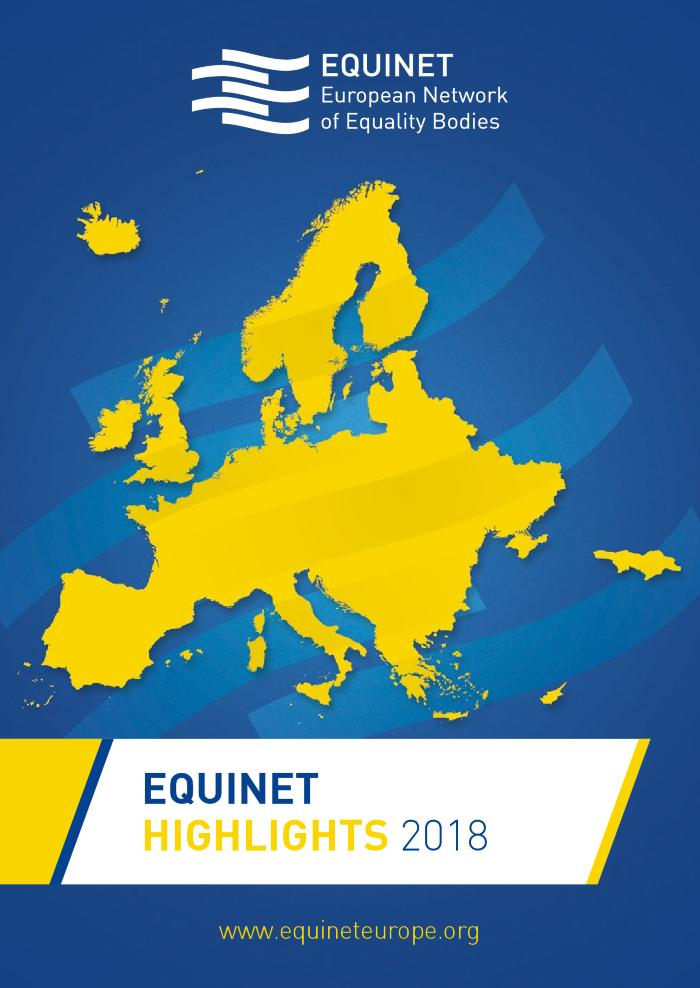 EQUINET
European Network
of Equality Bodies
EQUINET
HIGHLIGHTS 2018
www.equineteurope.org